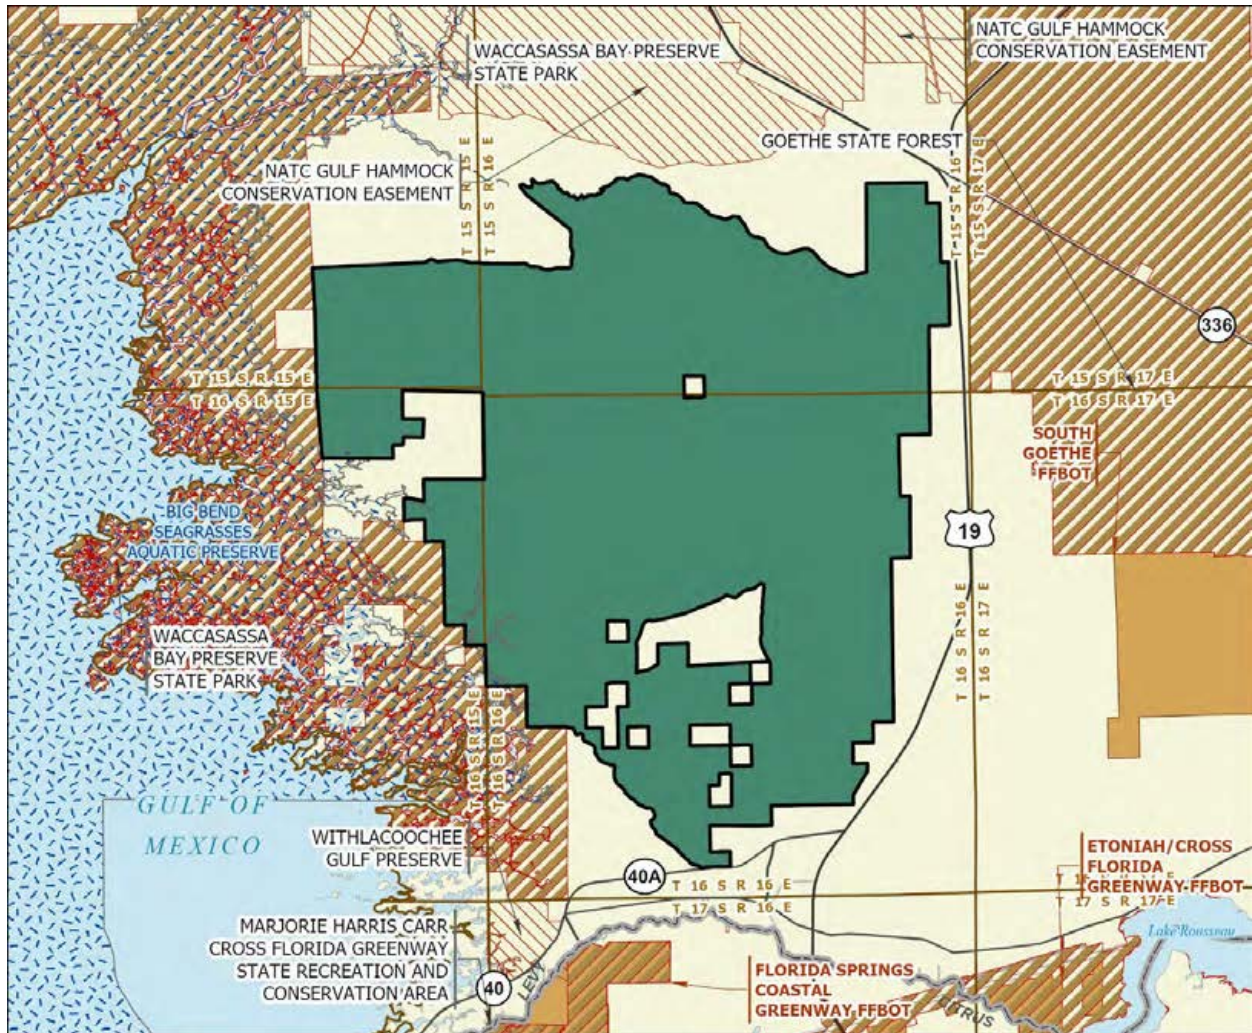 WACCASASSA BAY PRESERVE
STATE PARK
NATC GULF HAMMOCK
CONSERVATION EASEMENT
GOETHE STATE FOREST
NATC GULF HAMMOCK
CONSERVATION EASEMENT
T 15 S R 15 E
T 15 S R 16 E
T 15 S R 16 E
T 15 S R 17 E
336
T 15 S R 15 E
T 16 S R 15 E
T 15 S R 17 E
T 16 S R 17 E
SOUTH
GOETHE
FFBOT
BIG BEND
SEAGRASSES
AQUATIC PRESERVE
19
WACCASASSA
BAY PRESERVE
STATE PARK
T 16 S R 16 E
T 16 S R 17 E
T 16 S R 15 E
T 16 S R 16 E
GULF OF
MEXICO
WITHLACOOCHEE
GULF PRESERVE
ETONIAH/CROSS
FLORIDA
GREENWAY FFBOT
40A
T 16 S R 16 E
T 17 S R 16 E
T 16 S R 17 E
T 17 S R 17 E
MARJORIE HARRIS CARR
CROSS FLORIDA GREENWAY
STATE RECREATION AND
CONSERVATION AREA
Lake Rousseau
40
LEVY
FLORIDA SPRINGS
COASTAL
GREENWAY FFBOT
CITRUS